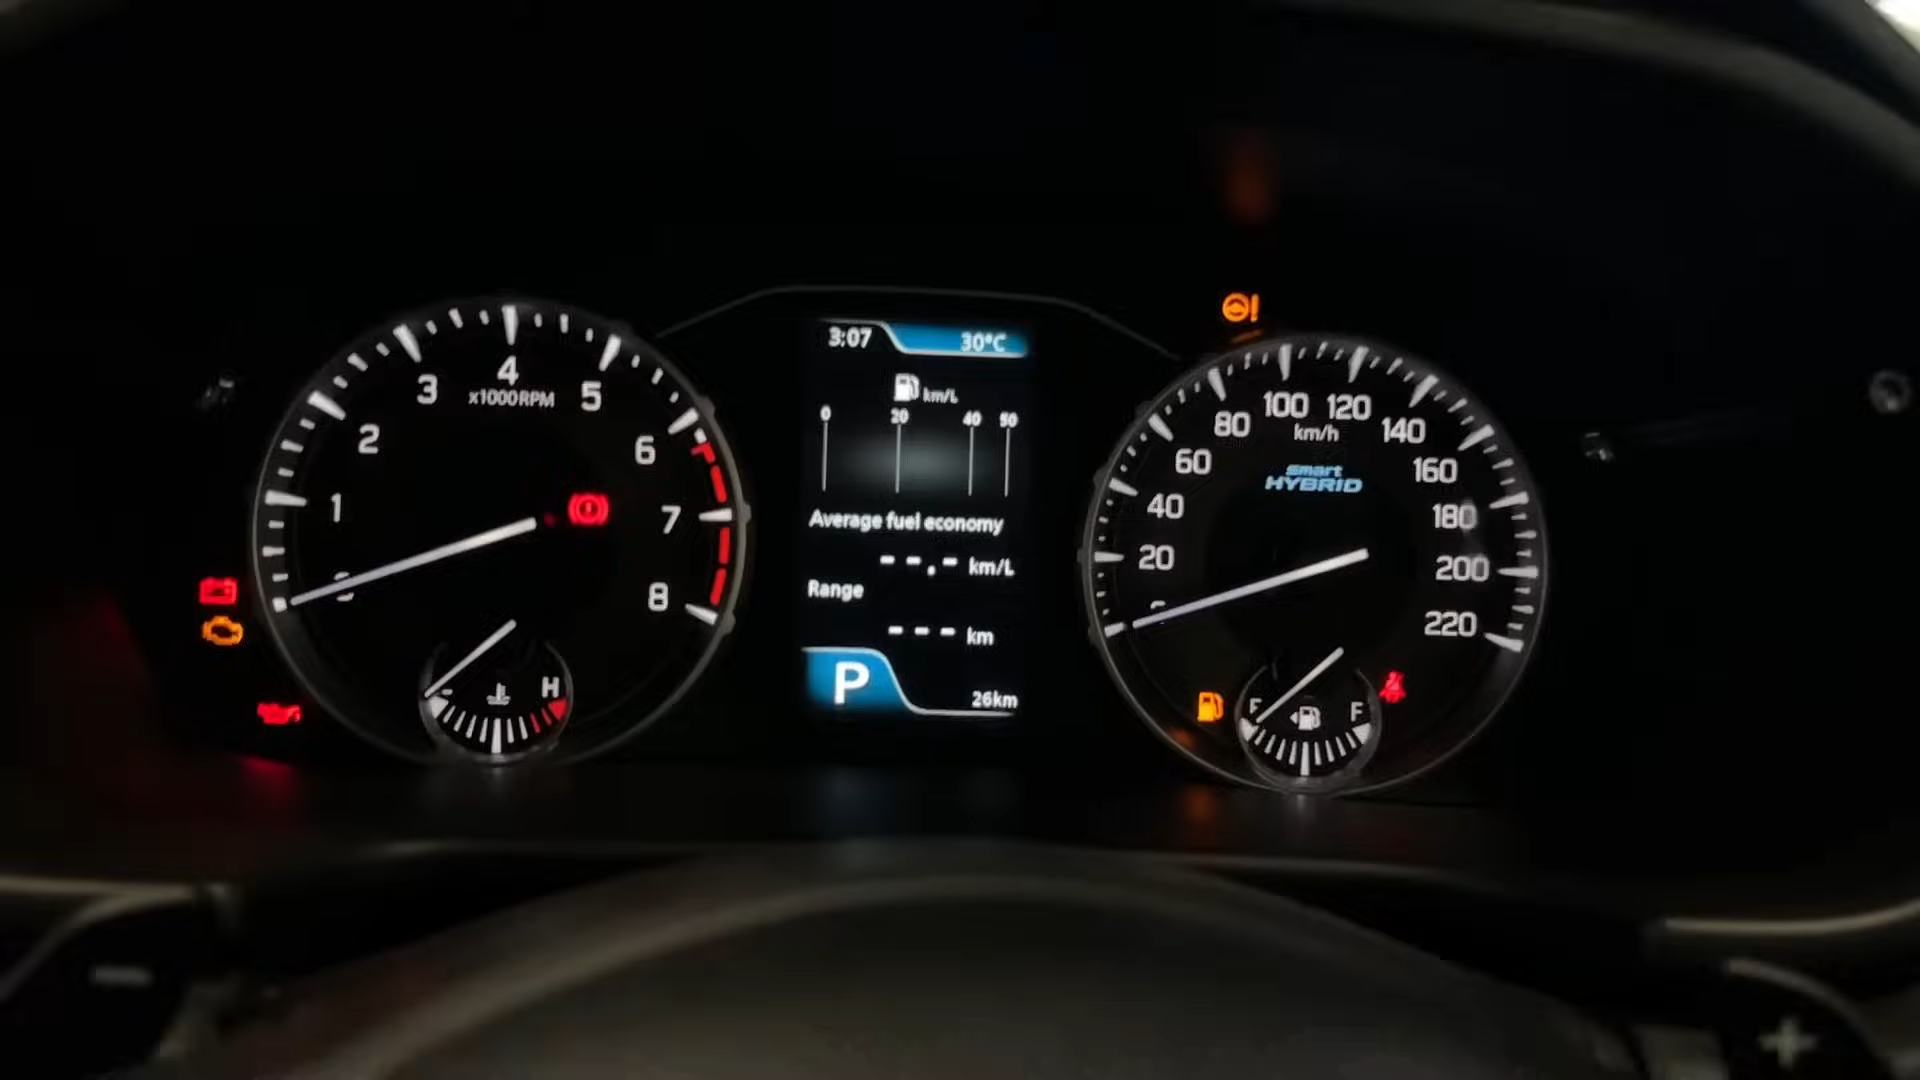 1
2
3
4
5
6
7
8
x1000RPM
H
3:07
30°C
km/L
0 20 40 50
Average fuel economy
--.- km/L
Range
--- km
P
26km
20
40
60
80
100
120
140
160
180
200
220
km/h
smart
HYBRID
F
-
+